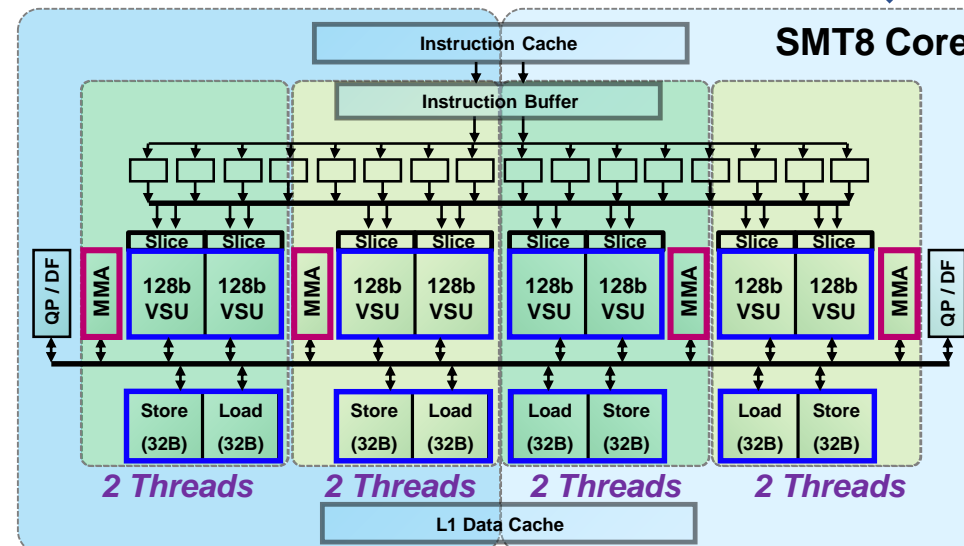 Instruction Cache
SMT8 Core
Instruction Buffer
Slice Slice Slice Slice Slice Slice Slice Slice
QP / DF
MMA
128b VSU
128b VSU
MMA
128b VSU
128b VSU
128b VSU
128b VSU
MMA
128b VSU
128b VSU
MMA
QP / DF
Store Load Store Load Load Store Load Store
(32B) (32B) (32B) (32B) (32B) (32B) (32B) (32B)
2 Threads 2 Threads 2 Threads 2 Threads
L1 Data Cache